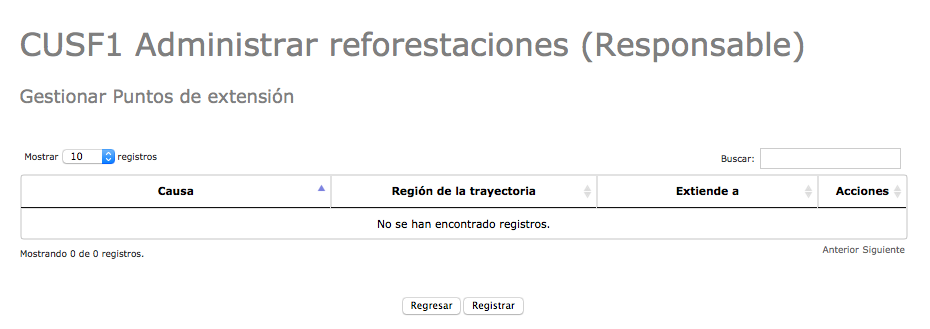 CUSF1 Administrar reforestaciones (Responsable)
Gestionar Puntos de extensión
Mostrar 10 registros Buscar:
Causa Región de la trayectoria Extiende a Acciones
No se han encontrado registros.
Mostrando 0 de 0 registros. Anterior Siguiente
Regresar Registrar